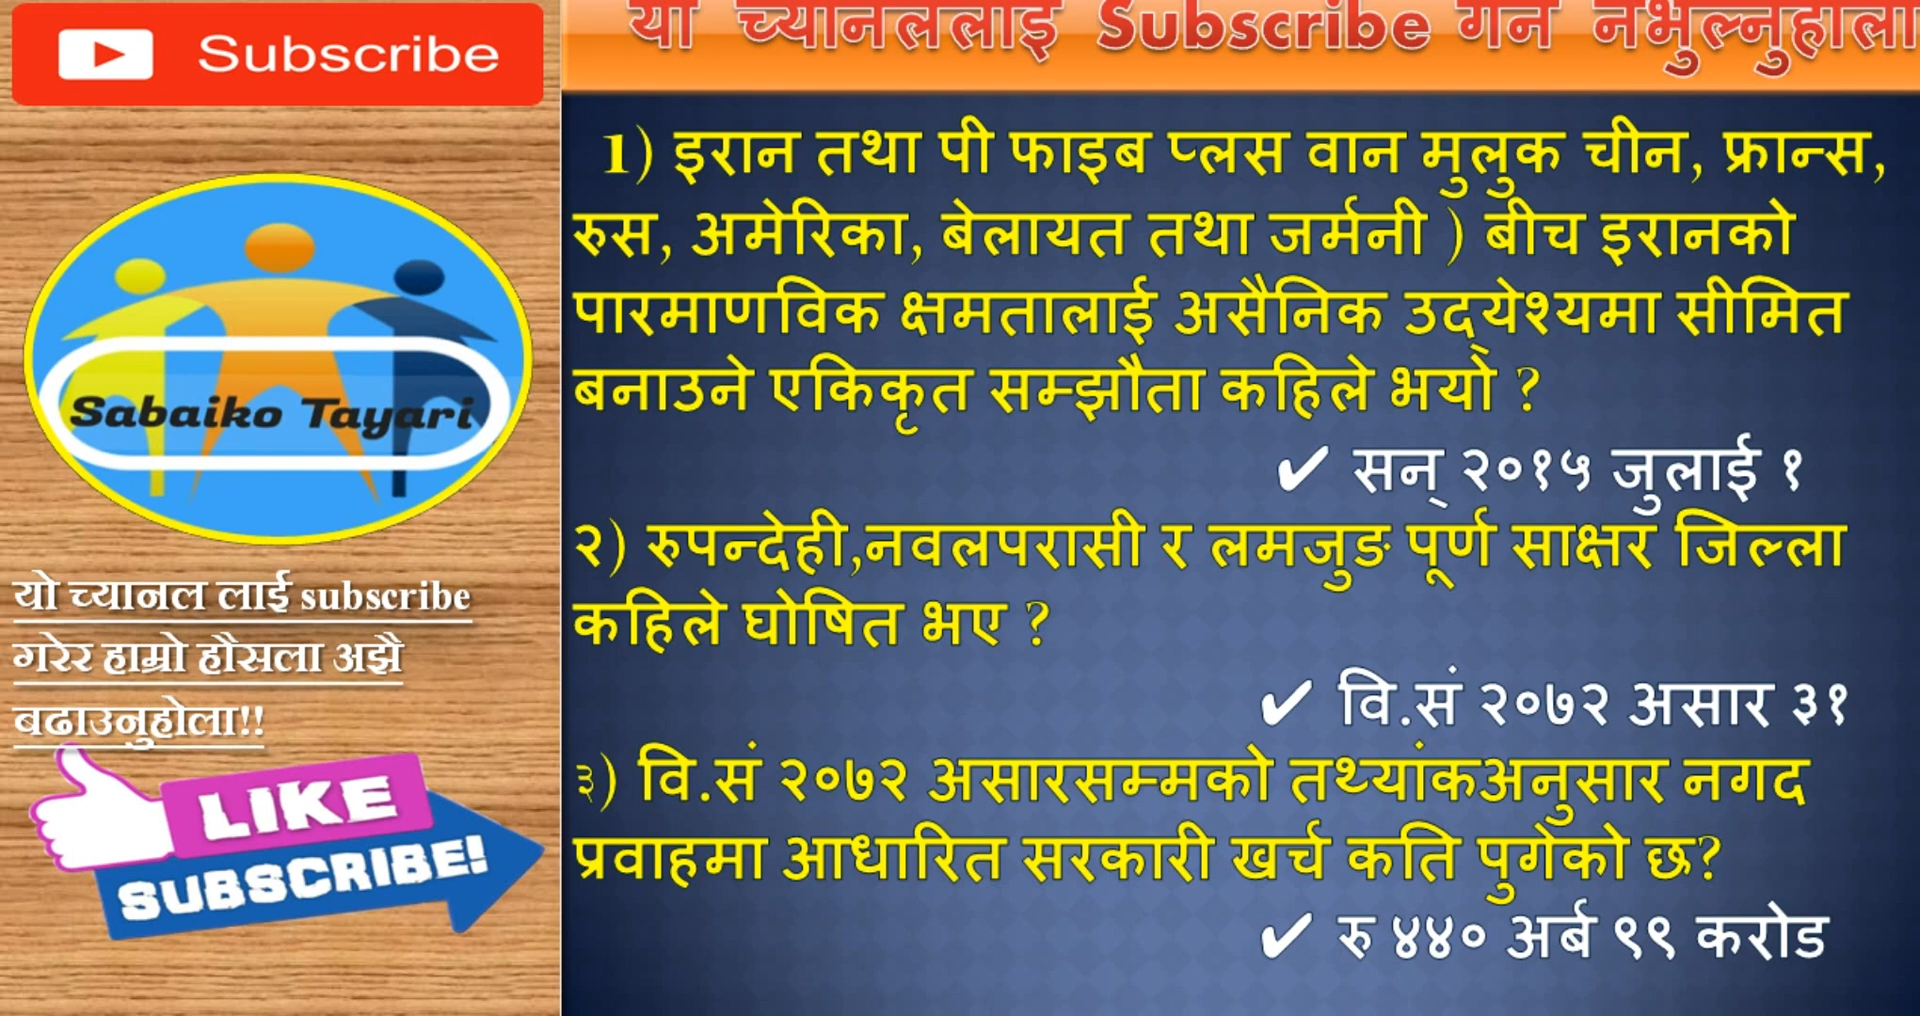 Subscribe
यो च्यानललाई Subscribe गर्न नभुल्नुहोला
1) इरान तथा पी फाइब प्लस वान मुलुक चीन, फ्रान्स,
रुस, अमेरिका, बेलायत तथा जर्मनी ) बीच इरानको
पारमाणविक क्षमतालाई असैनिक उद्येश्यमा सीमित
बनाउने एकिकृत सम्झौता कहिले भयो ?
✔ सन् २०१५ जुलाई १
२) रुपन्देही,नवलपरासी र लमजुङ पूर्ण साक्षर जिल्ला
कहिले घोषित भए ?
✔ वि.सं २०७२ असार ३१
३) वि.सं २०७२ असारसम्मको तथ्यांकअनुसार नगद
प्रवाहमा आधारित सरकारी खर्च कति पुगेको छ?
✔ रु ४४० अर्ब ९९ करोड
Sabaiko Tayari
यो च्यानल लाई subscribe
गरेर हाम्रो हौसला अझै
बढाउनुहोला!!
LIKE
SUBSCRIBE!